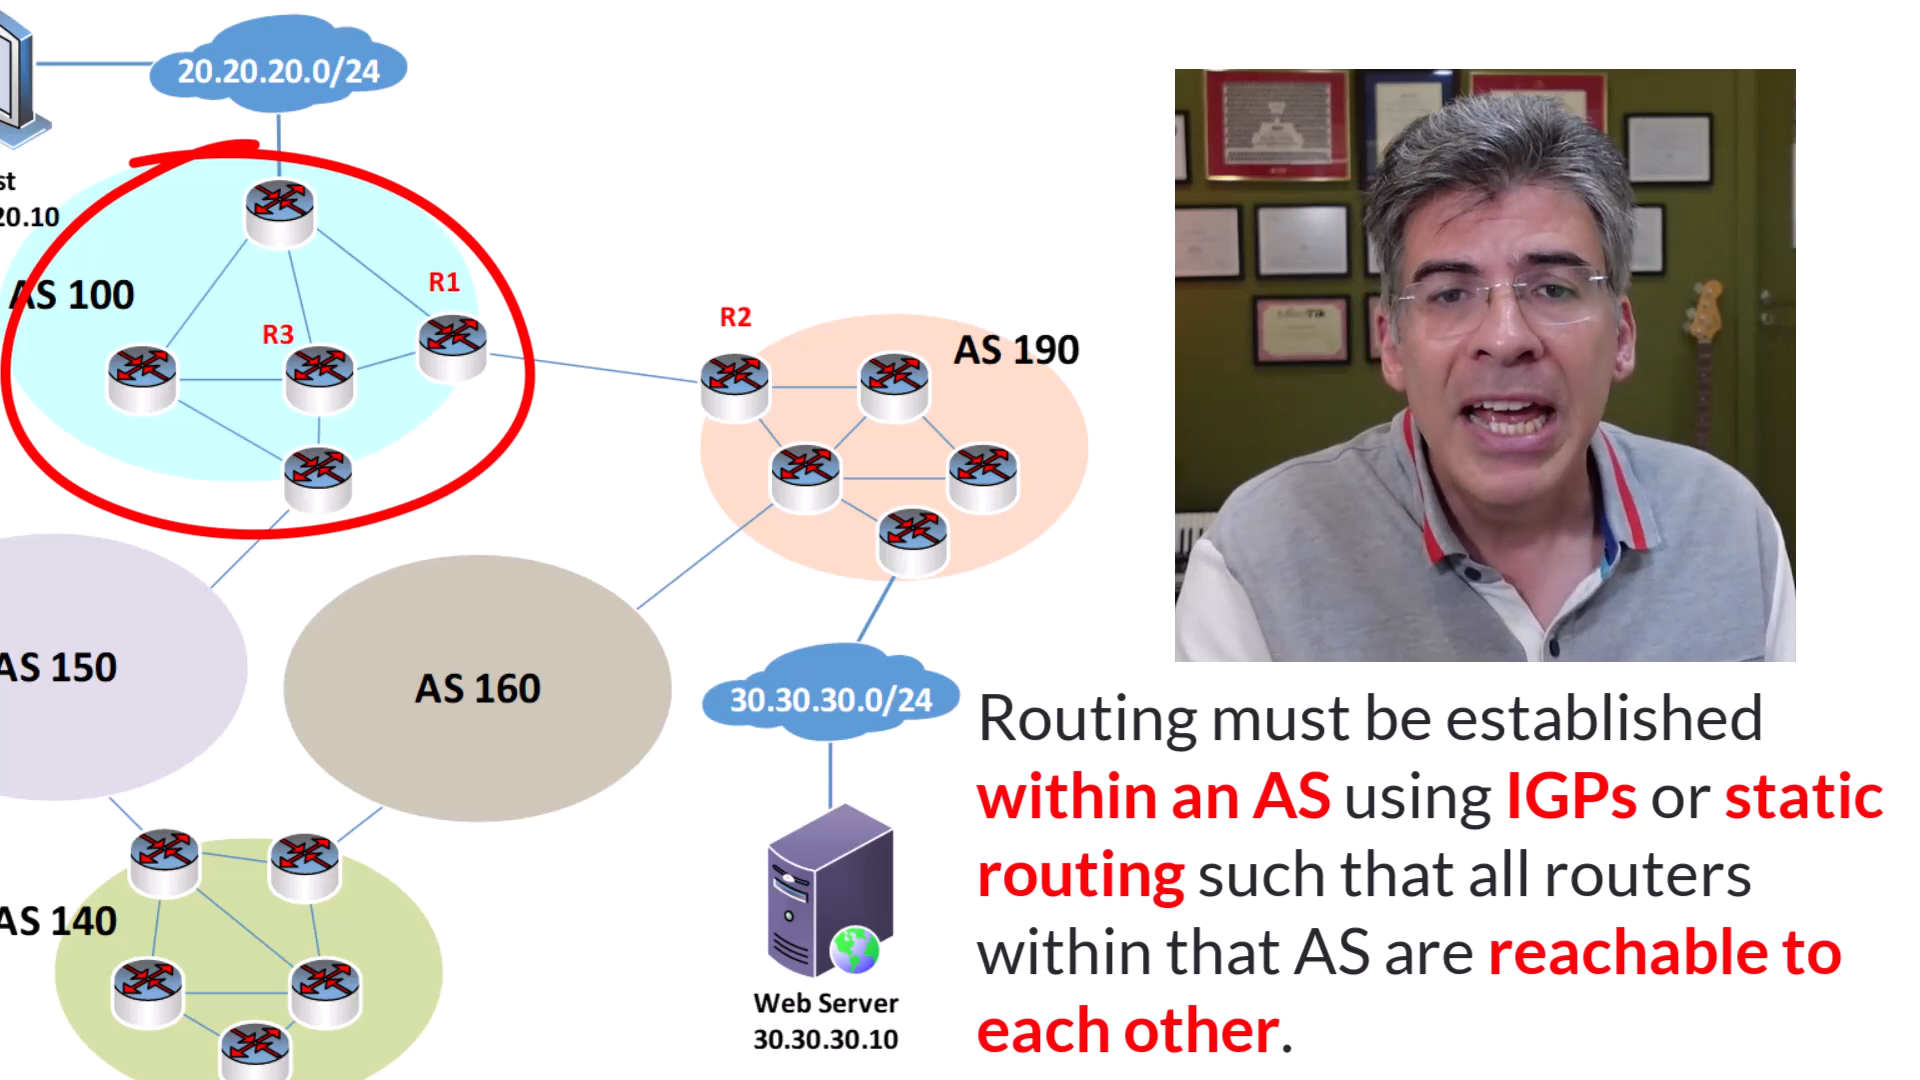 20.20.20.0/24
st
20.10
AS 100
R1
R3
R2
AS 190
AS 150
AS 160
30.30.30.0/24
AS 140
Web Server
30.30.30.10
Routing must be established
within an AS using IGPs or static
routing such that all routers
within that AS are reachable to
each other.